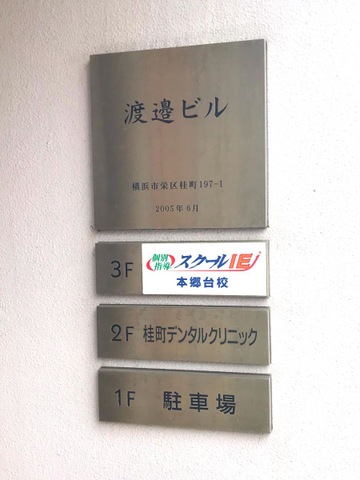 渡邉ビル
横浜市栄区桂町197-1
2005年6月
3F 個別指導 スクールIE
本郷台校
2F 桂町デンタルクリニック
1F 駐車場